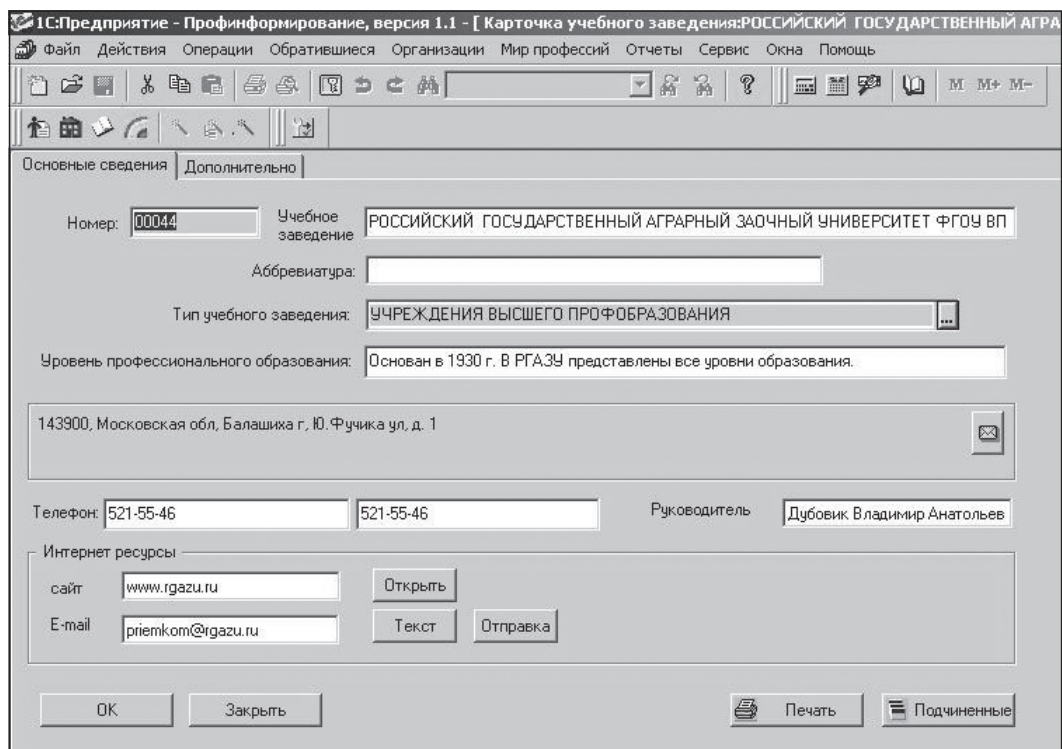 1С:Предприятие - Профинформирование, версия 1.1 - [ Карточка учебного заведения:РОССИЙСКИЙ ГОСУДАРСТВЕННЫЙ АГРА
Файл Действия Операции Обратившиеся Организации Мир профессий Отчеты Сервис Окна Помощь
M M+ M-
Основные сведения Дополнительно
Номер: 00044 Учебное заведение РОССИЙСКИЙ ГОСУДАРСТВЕННЫЙ АГРАРНЫЙ ЗАОЧНЫЙ УНИВЕРСИТЕТ ФГОУ ВП
Аббревиатура:
Тип учебного заведения: УЧРЕЖДЕНИЯ ВЫСШЕГО ПРОФОБРАЗОВАНИЯ ...
Уровень профессионального образования: Основан в 1930 г. В РГАЗУ представлены все уровни образования.
143900, Московская обл, Балашиха г, Ю.Фучика ул, д. 1
Телефон: 521-55-46 521-55-46 Руководитель Дубовик Владимир Анатольев
Интернет ресурсы
сайт www.rgazu.ru Открыть
E-mail priemkom@rgazu.ru Текст Отправка
OK Закрыть Печать Подчиненные